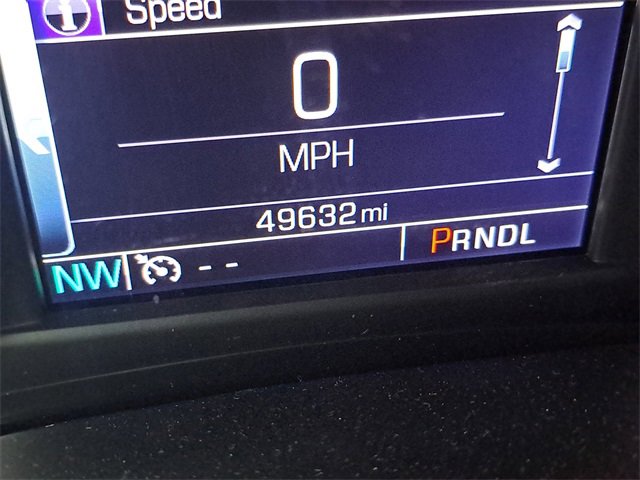 Speed
0
MPH
49632 mi
NW -- PRNDL